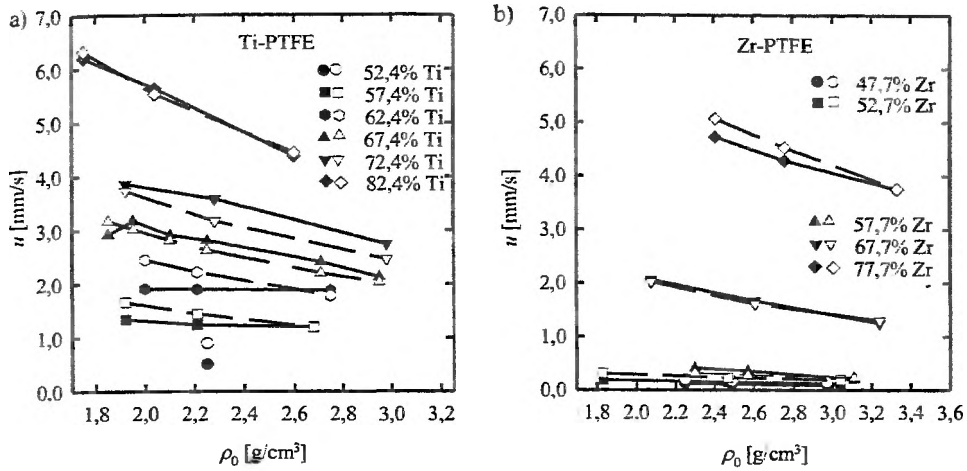 a)
Ti-PTFE
52,4% Ti
57,4% Ti
62,4% Ti
67,4% Ti
72,4% Ti
82,4% Ti
u [mm/s]
7,0
6,0
5,0
4,0
3,0
2,0
1,0
0,0
1,8 2,0 2,2 2,4 2,6 2,8 3,0 3,2
ρ0 [g/cm³]
b)
Zr-PTFE
47,7% Zr
52,7% Zr
57,7% Zr
67,7% Zr
77,7% Zr
u [mm/s]
7,0
6,0
5,0
4,0
3,0
2,0
1,0
0,0
1,8 2,0 2,2 2,4 2,6 2,8 3,0 3,2 3,4 3,6
ρ0 [g/cm³]